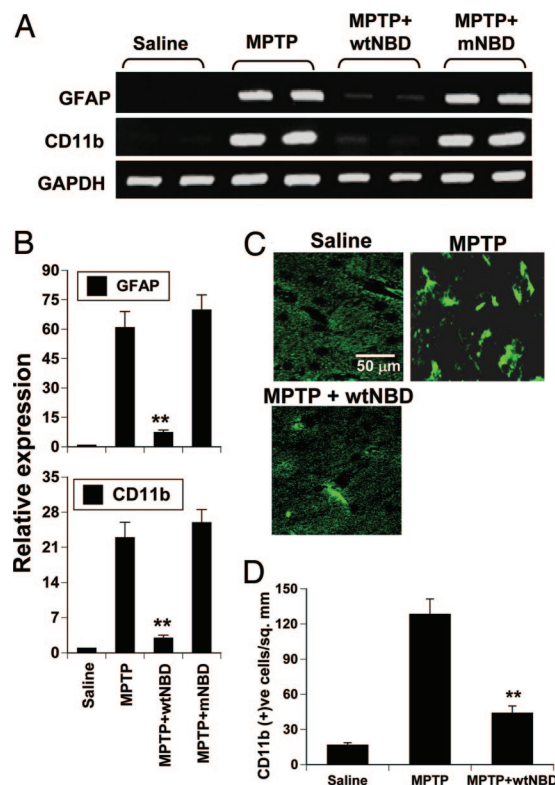 A
Saline
MPTP
MPTP+
wtNBD
MPTP+
mNBD
GFAP
CD11b
GAPDH
B
Relative expression
90
75
60
45
30
15
0
GFAP
**
35
28
21
14
7
0
CD11b
**
Saline
MPTP
MPTP+wtNBD
MPTP+mNBD
C
Saline
MPTP
50 μm
MPTP + wtNBD
D
CD11b (+)ve cells/sq. mm
150
120
90
60
30
0
**
Saline
MPTP
MPTP+wtNBD